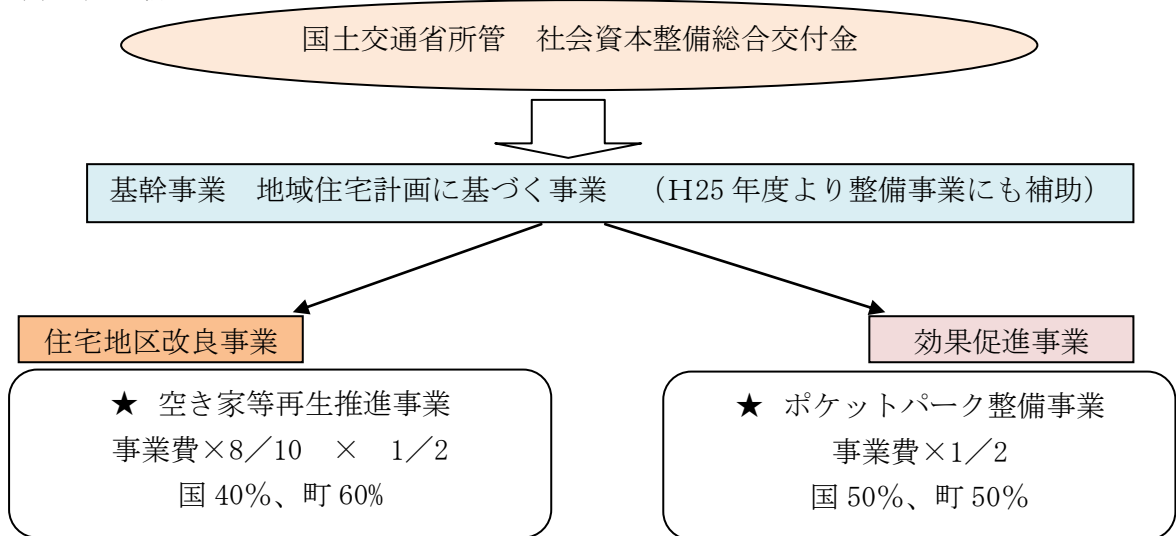 国土交通省所管　社会資本整備総合交付金
基幹事業　地域住宅計画に基づく事業　（H25 年度より整備事業にも補助）
住宅地区改良事業
★ 空き家等再生推進事業
事業費×8／10　×　1／2
国 40％、町 60%
効果促進事業
★ ポケットパーク整備事業
事業費×1／2
国 50％、町 50％